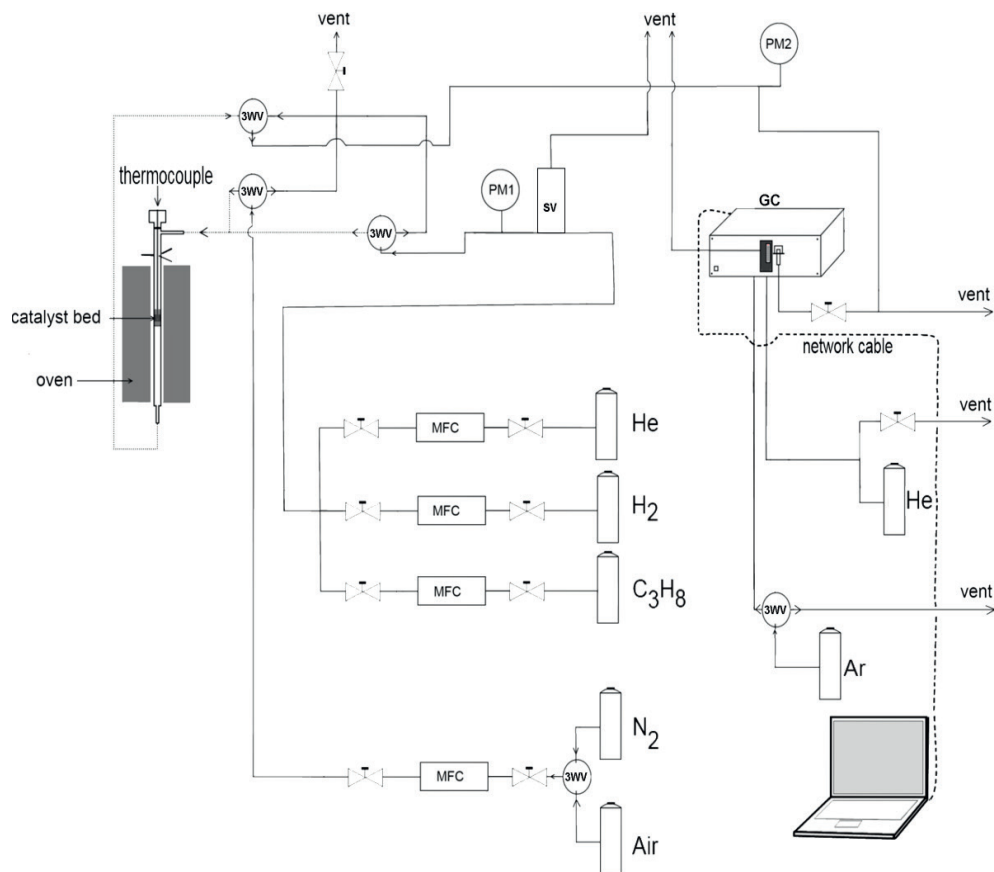 vent
vent
PM2
3WV
thermocouple
3WV
PM1
SV
GC
3WV
catalyst bed
vent
network cable
oven
MFC
He
vent
MFC
H2
He
MFC
C3H8
vent
3WV
Ar
N2
MFC
3WV
Air